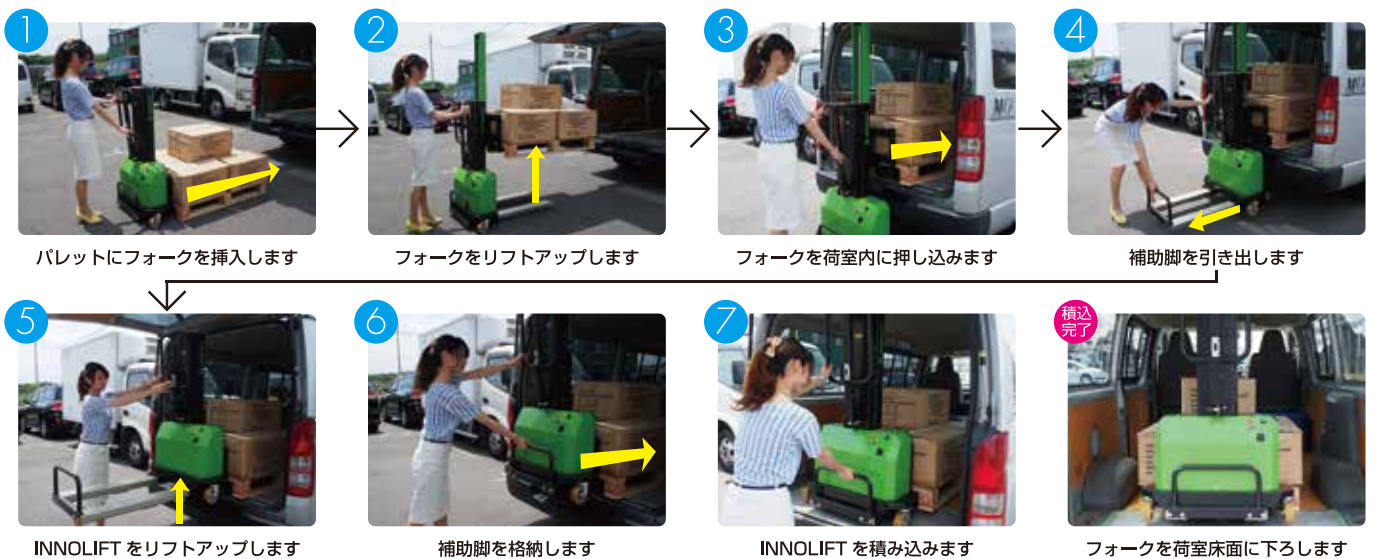 1
パレットにフォークを挿入します
2
フォークをリフトアップします
3
フォークを荷室内に押し込みます
4
補助脚を引き出します
5
INNOLIFT をリフトアップします
6
補助脚を格納します
7
INNOLIFT を積み込みます
積込
完了
フォークを荷室床面に下ろします